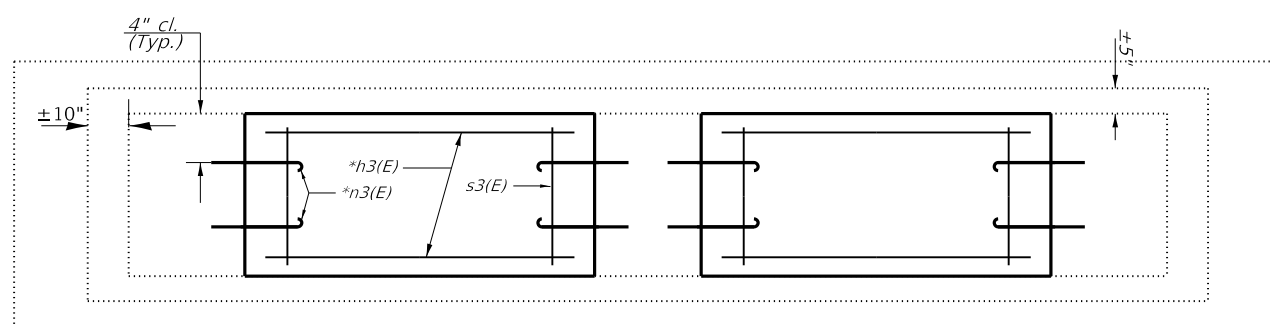 4" cl.
(Typ.)
±5"
±10"
*h3(E)
*n3(E)
s3(E)